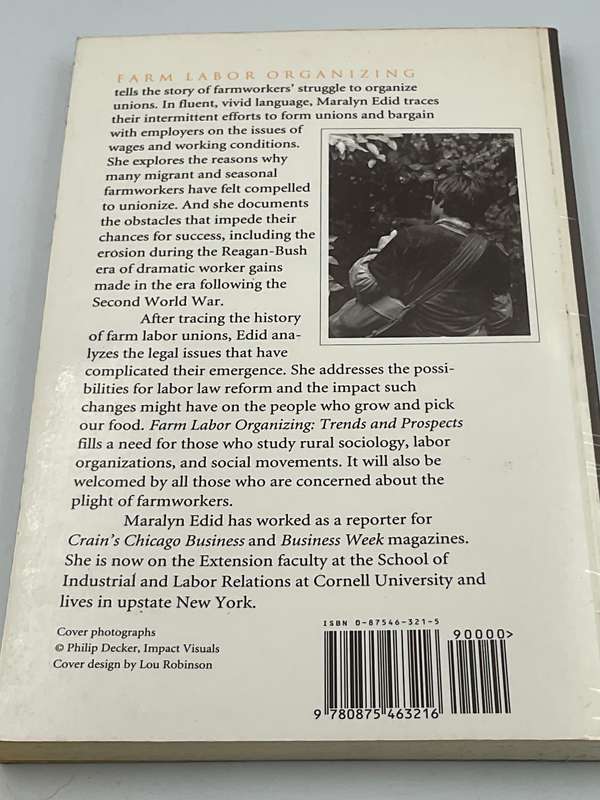 FARM LABOR ORGANIZING
tells the story of farmworkers' struggle to organize
unions. In fluent, vivid language, Maralyn Edid traces
their intermittent efforts to form unions and bargain
with employers on the issues of
wages and working conditions.
She explores the reasons why
many migrant and seasonal
farmworkers have felt compelled
to unionize. And she documents
the obstacles that impede their
chances for success, including the
erosion during the Reagan-Bush
era of dramatic worker gains
made in the era following the
Second World War.
After tracing the history
of farm labor unions, Edid ana-
lyzes the legal issues that have
complicated their emergence. She addresses the possi-
bilities for labor law reform and the impact such
changes might have on the people who grow and pick
our food. Farm Labor Organizing: Trends and Prospects
fills a need for those who study rural sociology, labor
organizations, and social movements. It will also be
welcomed by all those who are concerned about the
plight of farmworkers.
Maralyn Edid has worked as a reporter for
Crain's Chicago Business and Business Week magazines.
She is now on the Extension faculty at the School of
Industrial and Labor Relations at Cornell University and
lives in upstate New York.
Cover photographs
© Philip Decker, Impact Visuals
Cover design by Lou Robinson
ISBN 0-87546-321-5
90000>
9 780875 463216